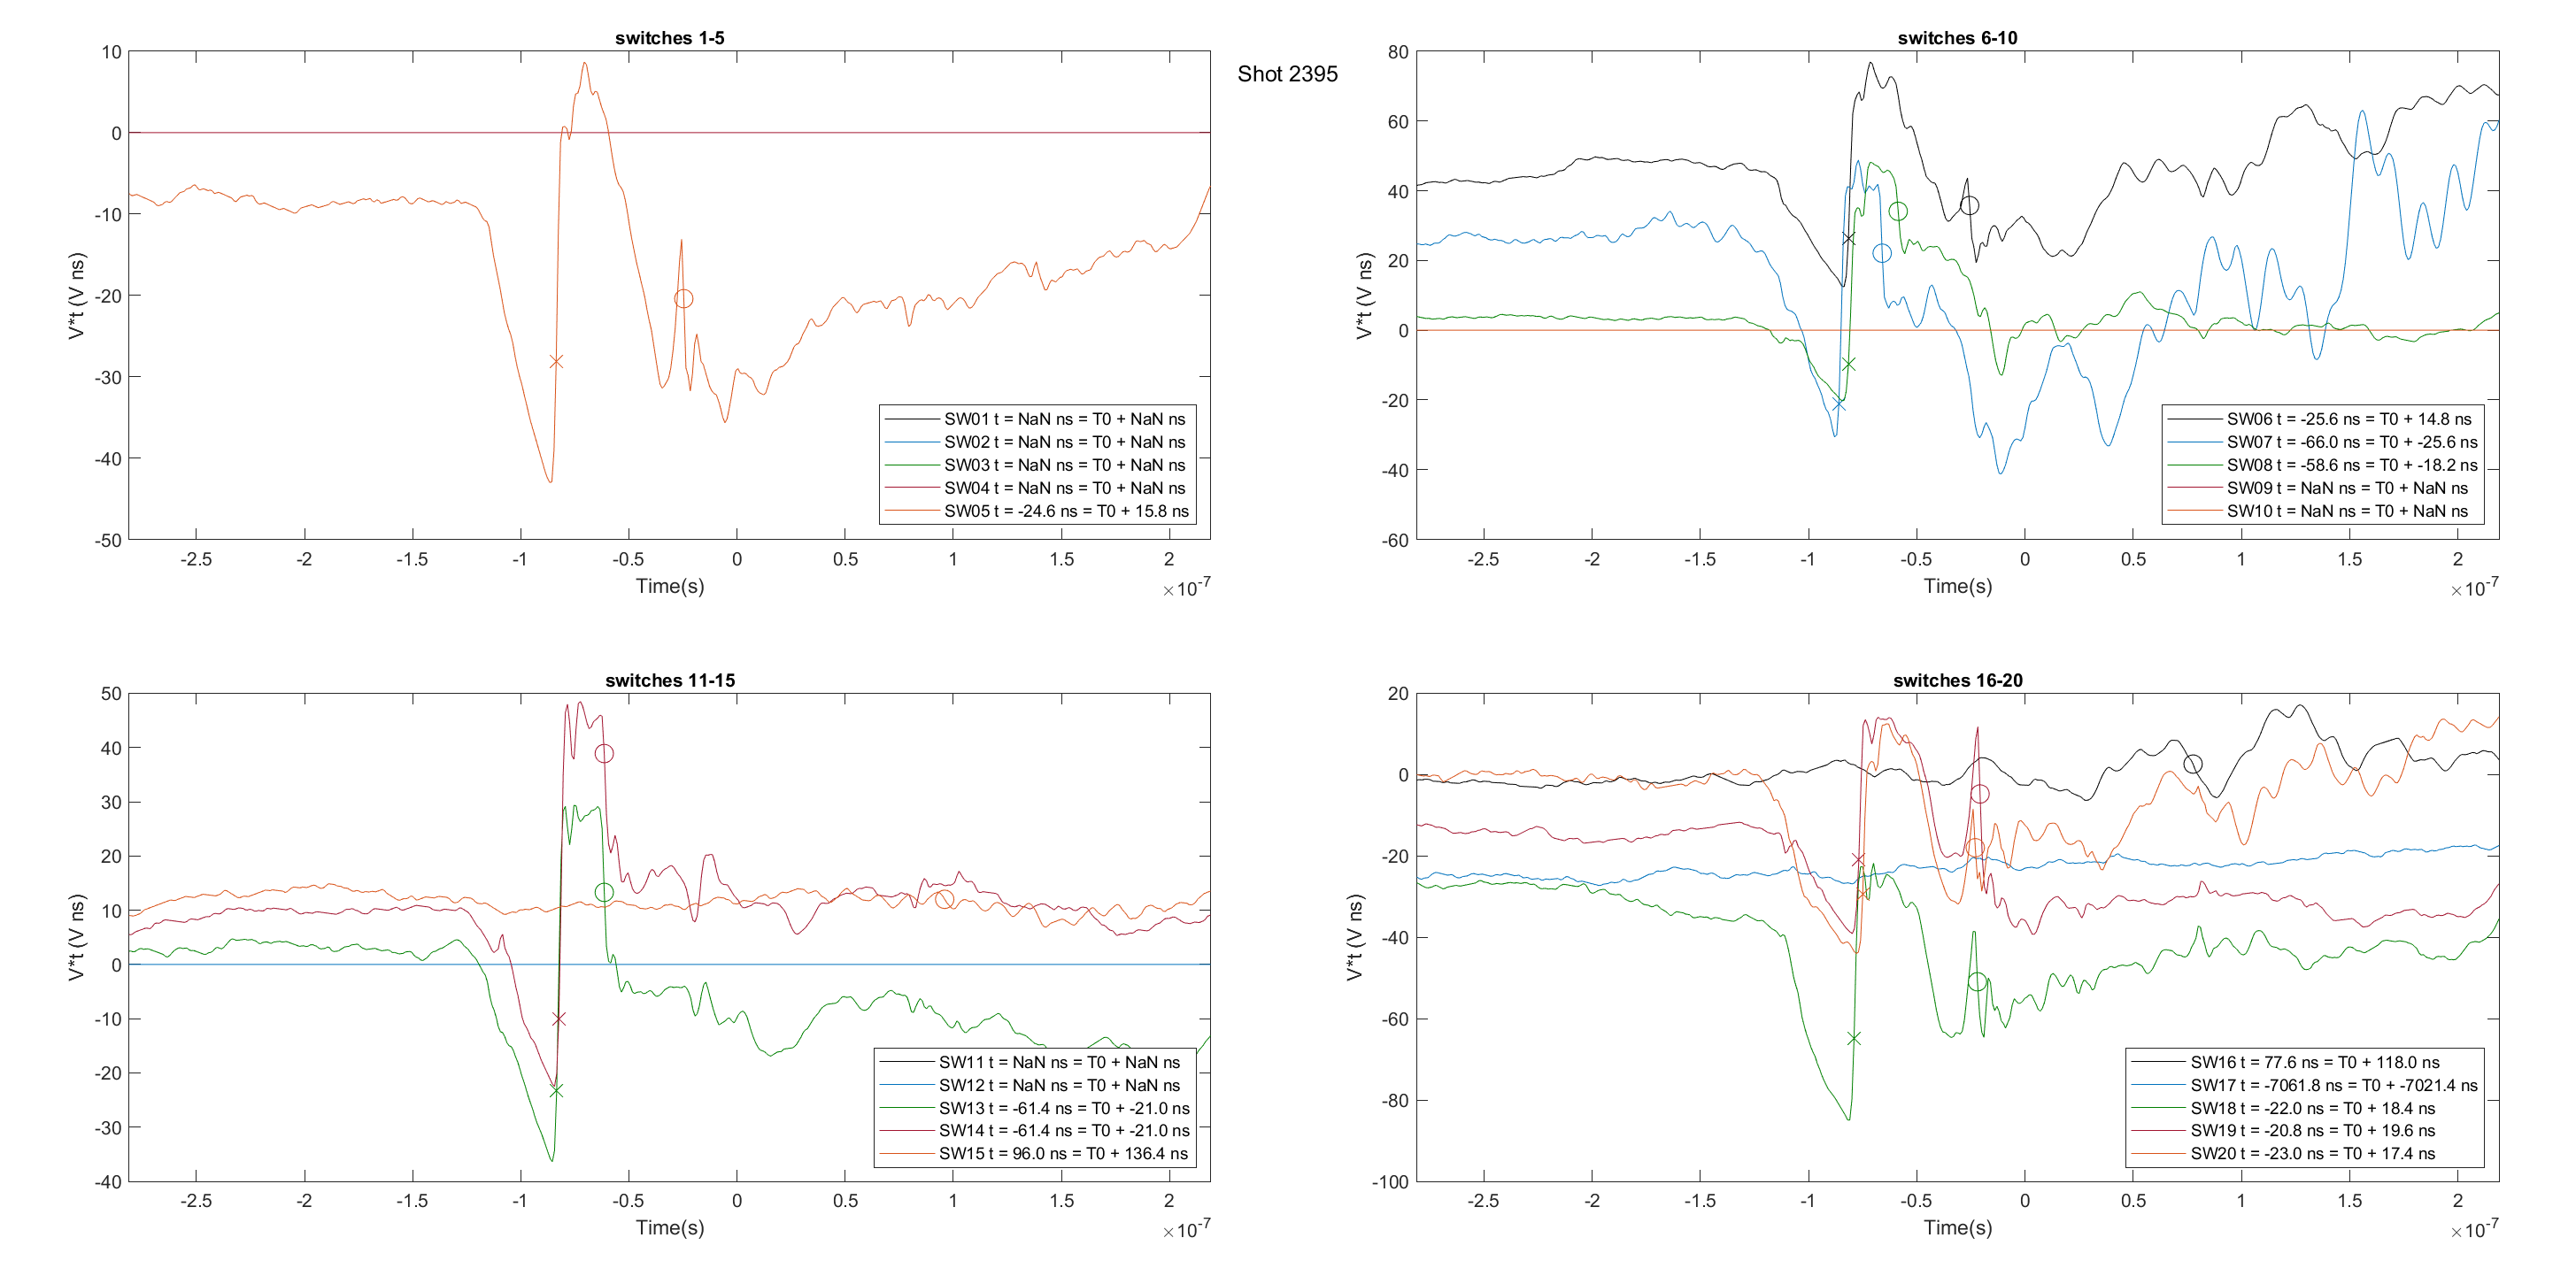 Shot 2395
switches 1-5
10
0
-10
-20
-30
-40
-50
V*t (V ns)
-2.5 -2 -1.5 -1 -0.5 0 0.5 1 1.5 2
Time(s)
×10-7
SW01 t = NaN ns = T0 + NaN ns
SW02 t = NaN ns = T0 + NaN ns
SW03 t = NaN ns = T0 + NaN ns
SW04 t = NaN ns = T0 + NaN ns
SW05 t = -24.6 ns = T0 + 15.8 ns
switches 6-10
80
60
40
20
0
-20
-40
-60
V*t (V ns)
-2.5 -2 -1.5 -1 -0.5 0 0.5 1 1.5 2
Time(s)
×10-7
SW06 t = -25.6 ns = T0 + 14.8 ns
SW07 t = -66.0 ns = T0 + -25.6 ns
SW08 t = -58.6 ns = T0 + -18.2 ns
SW09 t = NaN ns = T0 + NaN ns
SW10 t = NaN ns = T0 + NaN ns
switches 11-15
50
40
30
20
10
0
-10
-20
-30
-40
V*t (V ns)
-2.5 -2 -1.5 -1 -0.5 0 0.5 1 1.5 2
Time(s)
×10-7
SW11 t = NaN ns = T0 + NaN ns
SW12 t = NaN ns = T0 + NaN ns
SW13 t = -61.4 ns = T0 + -21.0 ns
SW14 t = -61.4 ns = T0 + -21.0 ns
SW15 t = 96.0 ns = T0 + 136.4 ns
switches 16-20
20
0
-20
-40
-60
-80
-100
V*t (V ns)
-2.5 -2 -1.5 -1 -0.5 0 0.5 1 1.5 2
Time(s)
×10-7
SW16 t = 77.6 ns = T0 + 118.0 ns
SW17 t = -7061.8 ns = T0 + -7021.4 ns
SW18 t = -22.0 ns = T0 + 18.4 ns
SW19 t = -20.8 ns = T0 + 19.6 ns
SW20 t = -23.0 ns = T0 + 17.4 ns